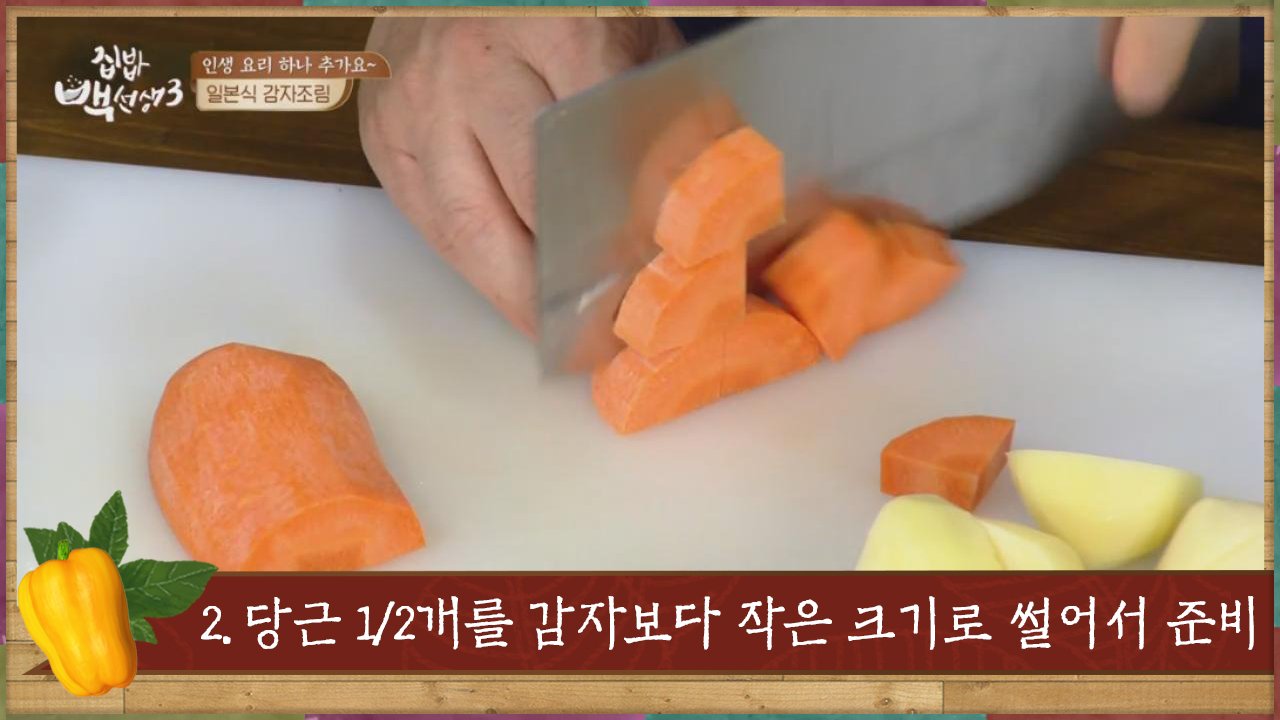 집밥
백선생3
인생 요리 하나 추가요~
일본식 감자조림
2. 당근 1/2개를 감자보다 작은 크기로 썰어서 준비